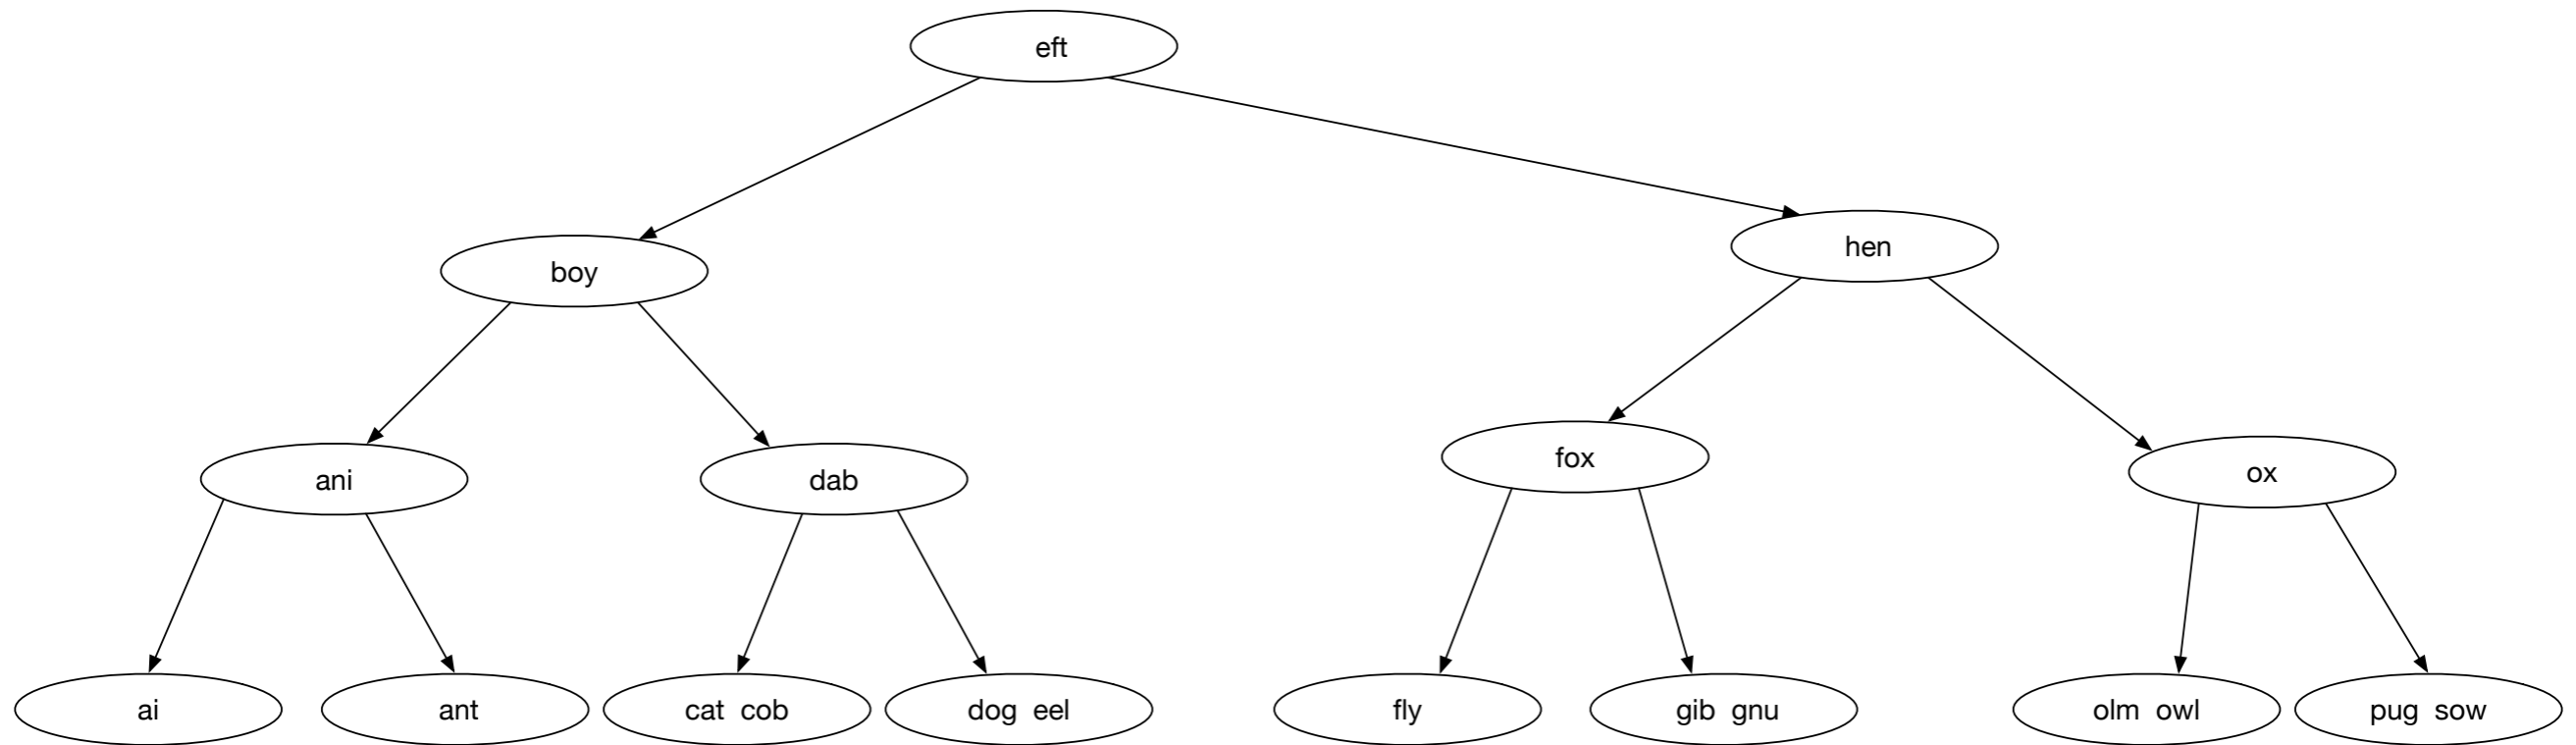 eft
boy
hen
ani
dab
fox
ox
ai
ant
cat cob
dog eel
fly
gib gnu
olm owl
pug sow